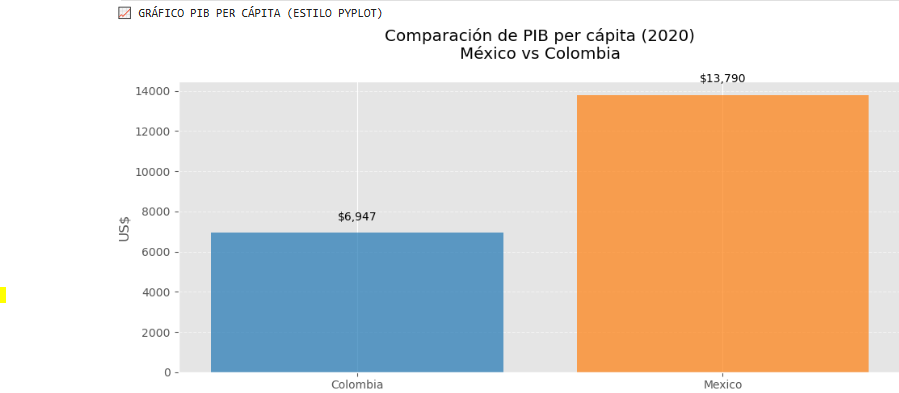 📈 GRÁFICO PIB PER CÁPITA (ESTILO PYPLOT)
Comparación de PIB per cápita (2020)
México vs Colombia
$13,790
14000
12000
10000
8000
$6,947
US$
6000
4000
2000
0
Colombia
Mexico